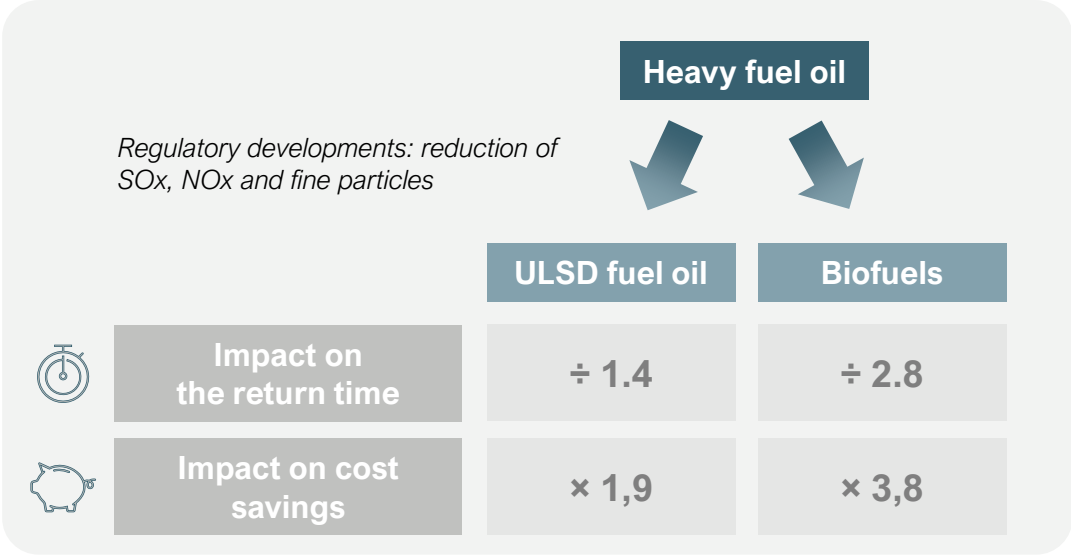 Heavy fuel oil
Regulatory developments: reduction of
SOx, NOx and fine particles
ULSD fuel oil
Biofuels
Impact on
the return time
÷ 1.4
÷ 2.8
Impact on cost
savings
× 1,9
× 3,8